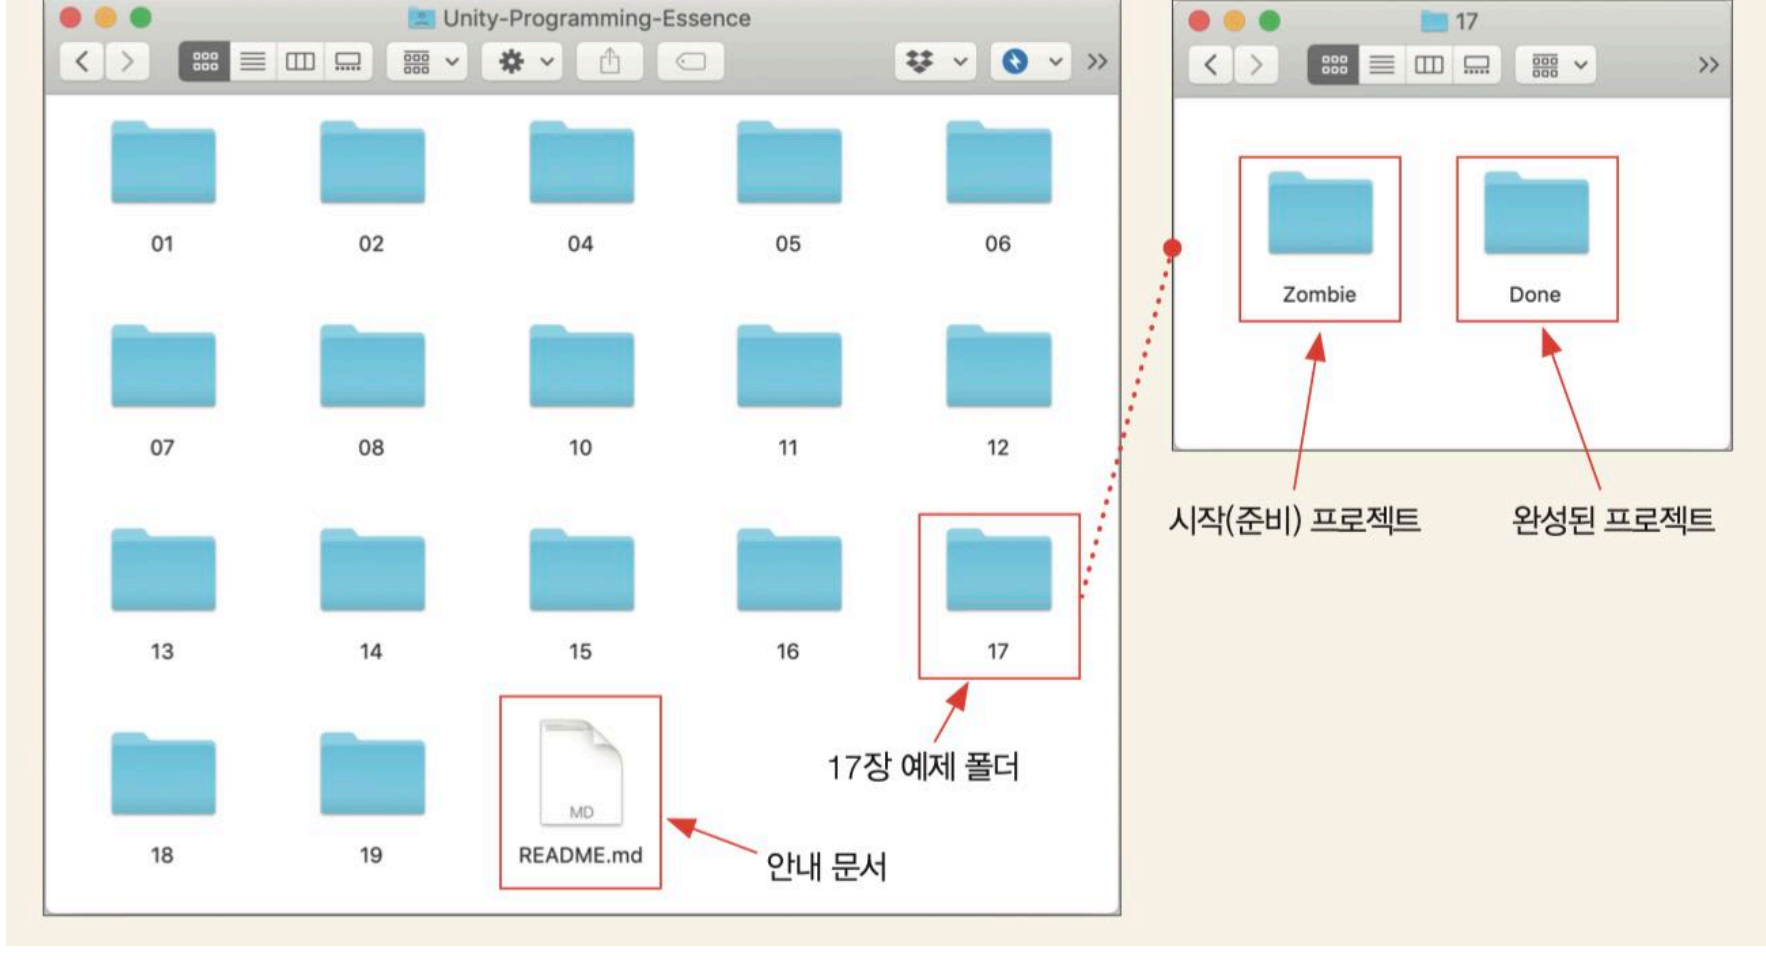 Unity-Programming-Essence
01 02 04 05 06
07 08 10 11 12
13 14 15 16 17
17장 예제 폴더
18 19 MD
README.md
안내 문서
17
Zombie Done
시작(준비) 프로젝트 완성된 프로젝트